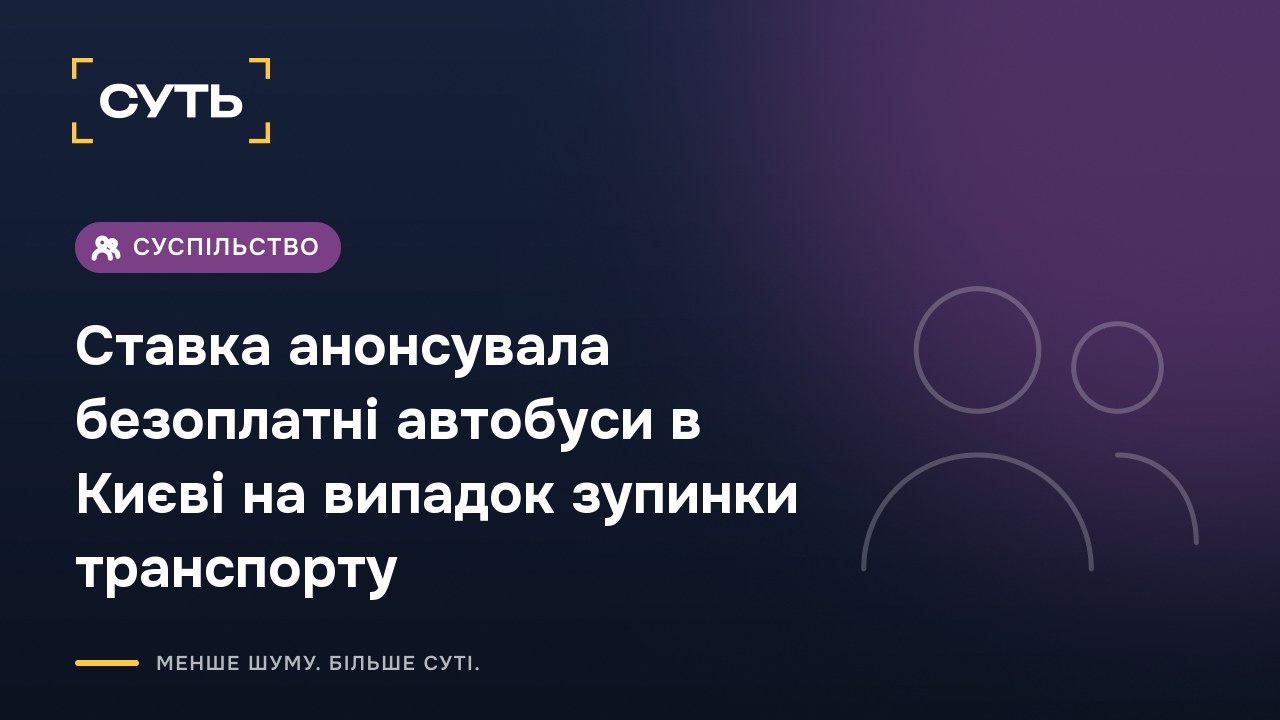 СУТЬ
СУСПІЛЬСТВО
Ставка анонсувала
безоплатні автобуси в
Києві на випадок зупинки
транспорту
МЕНШЕ ШУМУ. БІЛЬШЕ СУТІ.